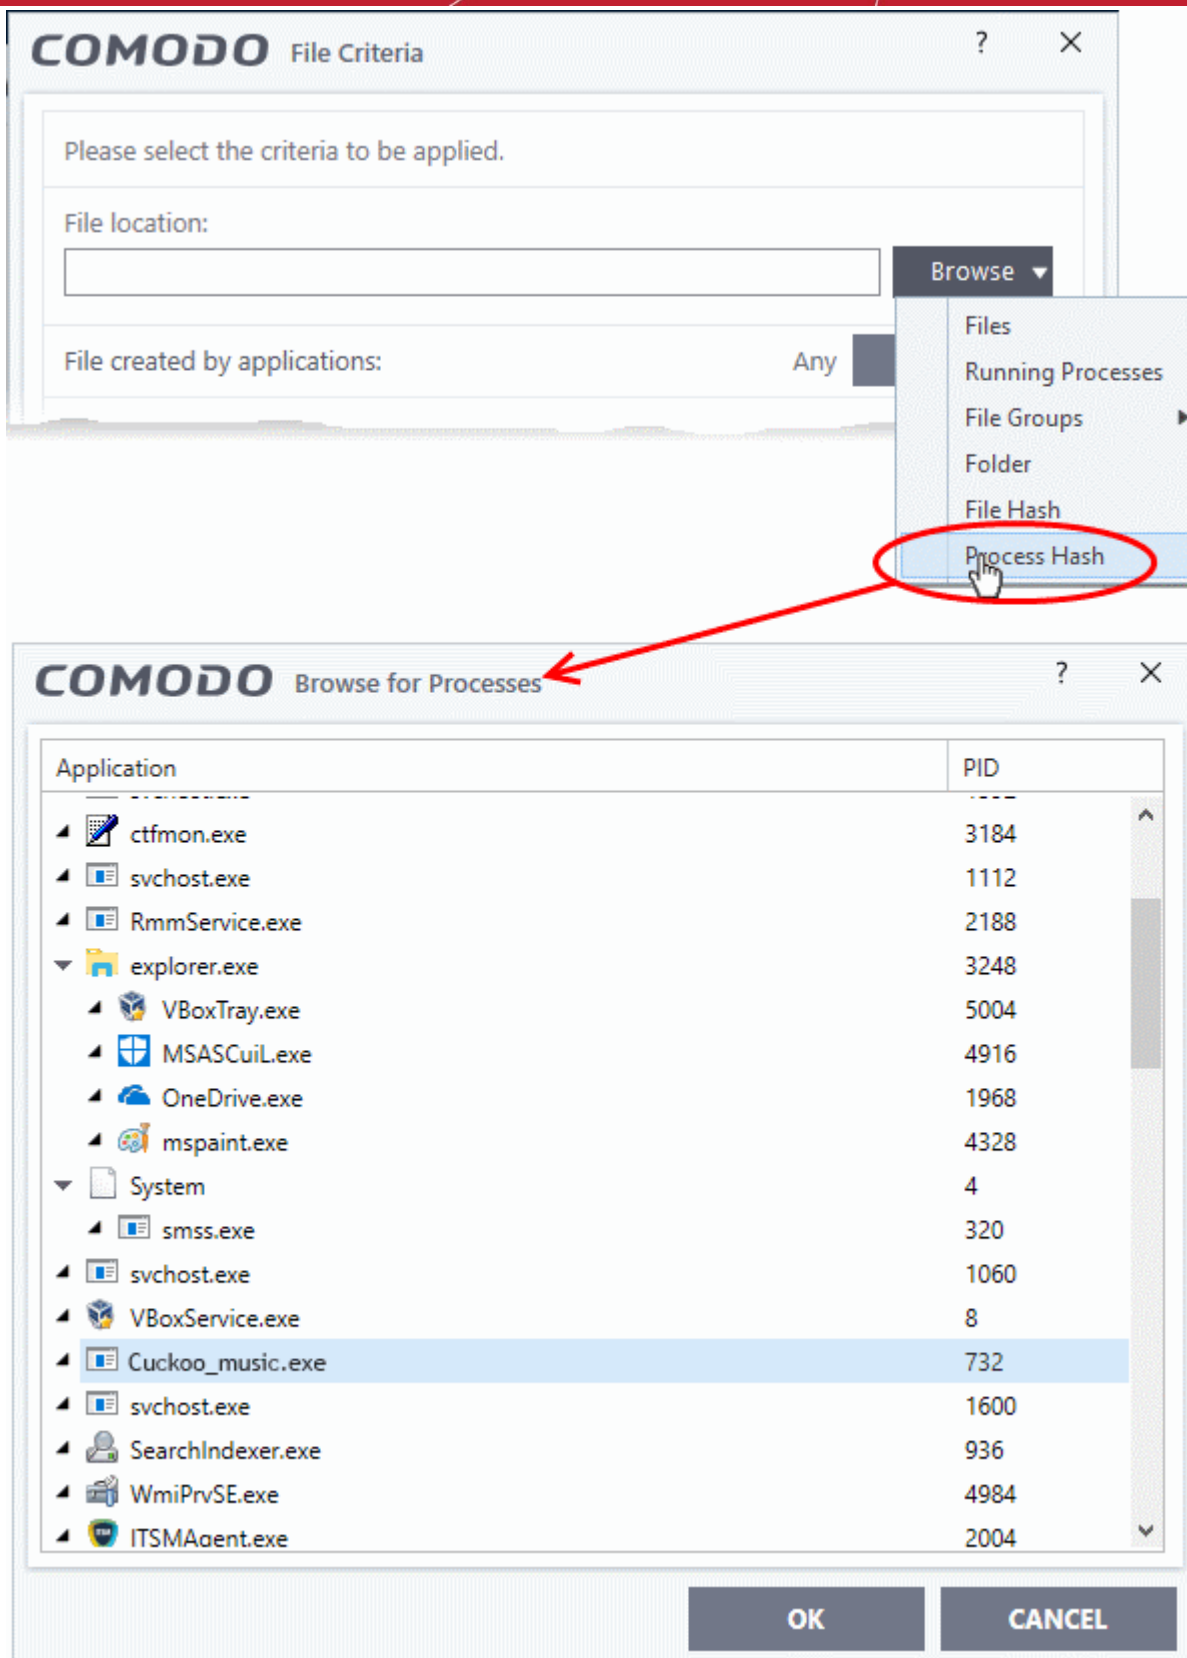 COMODO File Criteria ?
Please select the criteria to be applied.
File location:
Browse
File created by applications: Any
Files
Running Processes
File Groups
Folder
File Hash
Process Hash
COMODO Browse for Processes ?
Application PID
ctfmon.exe 3184
svchost.exe 1112
RmmService.exe 2188
explorer.exe 3248
VBoxTray.exe 5004
MSASCuiL.exe 4916
OneDrive.exe 1968
mspaint.exe 4328
System 4
smss.exe 320
svchost.exe 1060
VBoxService.exe 8
Cuckoo_music.exe 732
svchost.exe 1600
SearchIndexer.exe 936
WmiPrvSE.exe 4984
ITSMAgent.exe 2004
OK CANCEL